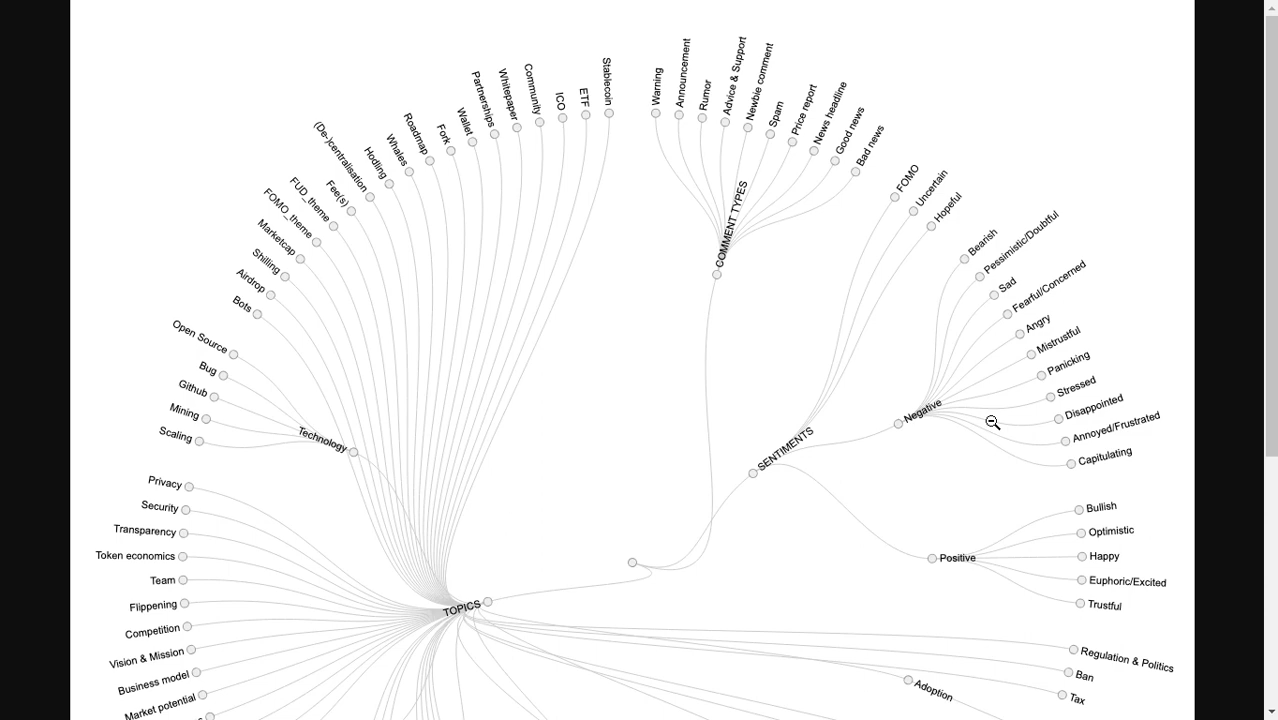 Stablecoin
ETF
ICO
Community
Whitepaper
Partnerships
Wallet
Fork
Roadmap
Whales
Hodling
(De-)centralisation
Fee(s)
FUD_theme
FOMO_theme
Marketcap
Shilling
Airdrop
Bots
Open Source
Bug
Github
Mining
Scaling
Technology
Privacy
Security
Transparency
Token economics
Team
Flippening
Competition
Vision & Mission
Business model
Market potential
TOPICS
Warning
Announcement
Rumor
Advice & Support
Newbie comment
Spam
Price report
News headline
Good news
Bad news
COMMENT TYPES
FOMO
Uncertain
Hopeful
SENTIMENTS
Bearish
Pessimistic/Doubtful
Sad
Fearful/Concerned
Angry
Mistrustful
Panicking
Stressed
Disappointed
Annoyed/Frustrated
Capitulating
Negative
Bullish
Optimistic
Happy
Euphoric/Excited
Trustful
Positive
Regulation & Politics
Ban
Tax
Adoption